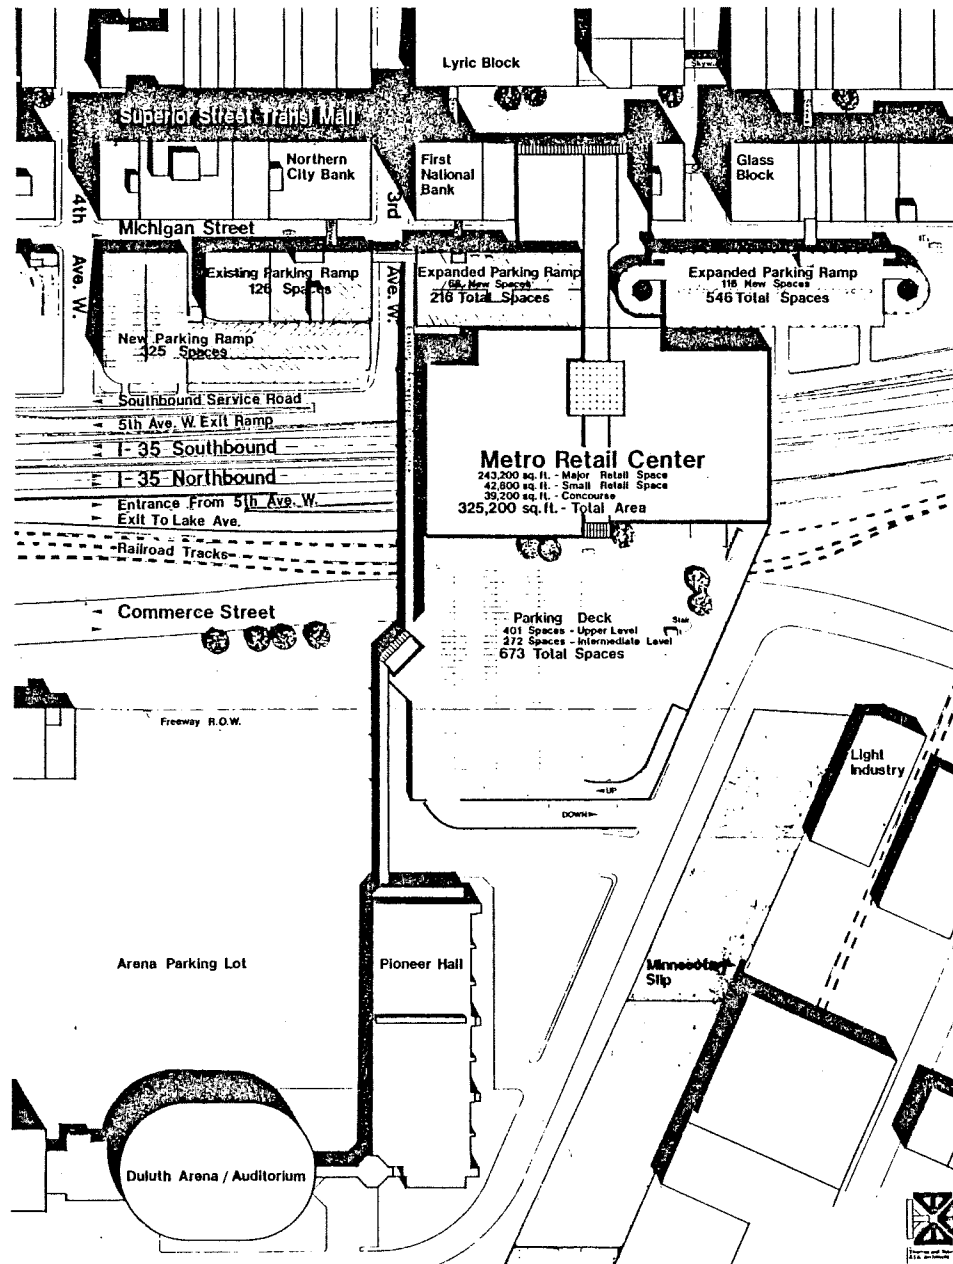 Lyric Block
Skywalk
Superior Street Transit Mall
Northern
City Bank
First
National
Bank
Glass
Block
4th Ave. W.
3rd Ave. W.
Michigan Street
Existing Parking Ramp
126 Spaces
Expanded Parking Ramp
68 New Spaces
216 Total Spaces
Expanded Parking Ramp
116 New Spaces
546 Total Spaces
New Parking Ramp
325 Spaces
Southbound Service Road
5th Ave. W. Exit Ramp
I-35 Southbound
I-35 Northbound
Entrance From 5th Ave. W.
Exit To Lake Ave.
Railroad Tracks
Metro Retail Center
243,200 sq. ft. - Major Retail Space
42,800 sq. ft. - Small Retail Space
39,200 sq. ft. - Concourse
325,200 sq. ft. - Total Area
Commerce Street
Parking Deck
401 Spaces - Upper Level
272 Spaces - Intermediate Level
673 Total Spaces
Stair
Freeway R.O.W.
Light
Industry
UP
DOWN
Arena Parking Lot
Pioneer Hall
Minnesota
Slip
Duluth Arena / Auditorium